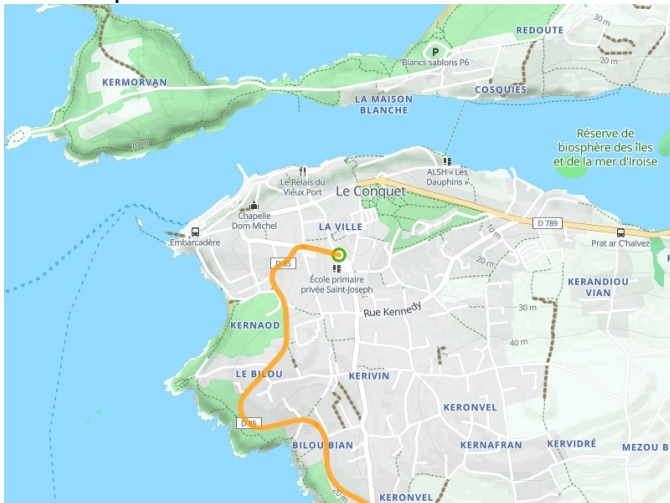 REDOUTE
30 m
20 m
P
Blancs sablons P6
KERMORVAN
COSQUIES
LA MAISON
BLANCHE
10 m
Réserve de
biosphère des îles
et de la mer d'Iroise
ALSH « Les
Dauphins »
Le Relais du
Vieux Port
Le Conquet
Chapelle
Dom Michel
LA VILLE
D 789
Embarcadère
10 m
Prat ar C'halvez
D 85
20 m
École primaire
privée Saint-Joseph
KERANDIOU
VIAN
Rue Kennedy
30 m
KERNAOD
40 m
LE BILOU
KERIVIN
KERONVEL
D 85
BILOU BIAN
KERNAFRAN
KERVIDRÉ
MEZOU B
20 m
KERONVEL